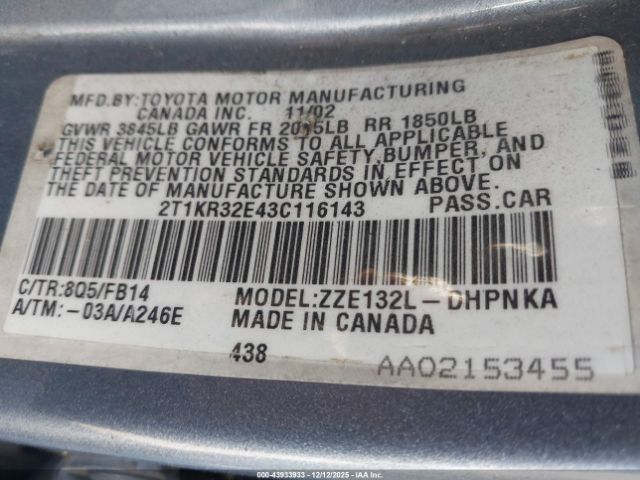 MFD.BY:TOYOTA MOTOR MANUFACTURING
CANADA INC. 11/02
GVWR 3845LB GAWR FR 2015LB RR 1850LB
THIS VEHICLE CONFORMS TO ALL APPLICABLE
FEDERAL MOTOR VEHICLE SAFETY,BUMPER, AND
THEFT PREVENTION STANDARDS IN EFFECT ON
THE DATE OF MANUFACTURE SHOWN ABOVE.
2T1KR32E43C116143 PASS.CAR
C/TR:8Q5/FB14 MODEL:ZZE132L-DHPNKA
A/TM:-03A/A246E MADE IN CANADA
438 AA02153455
000-43933933 - 12/12/2025 - IAA Inc.